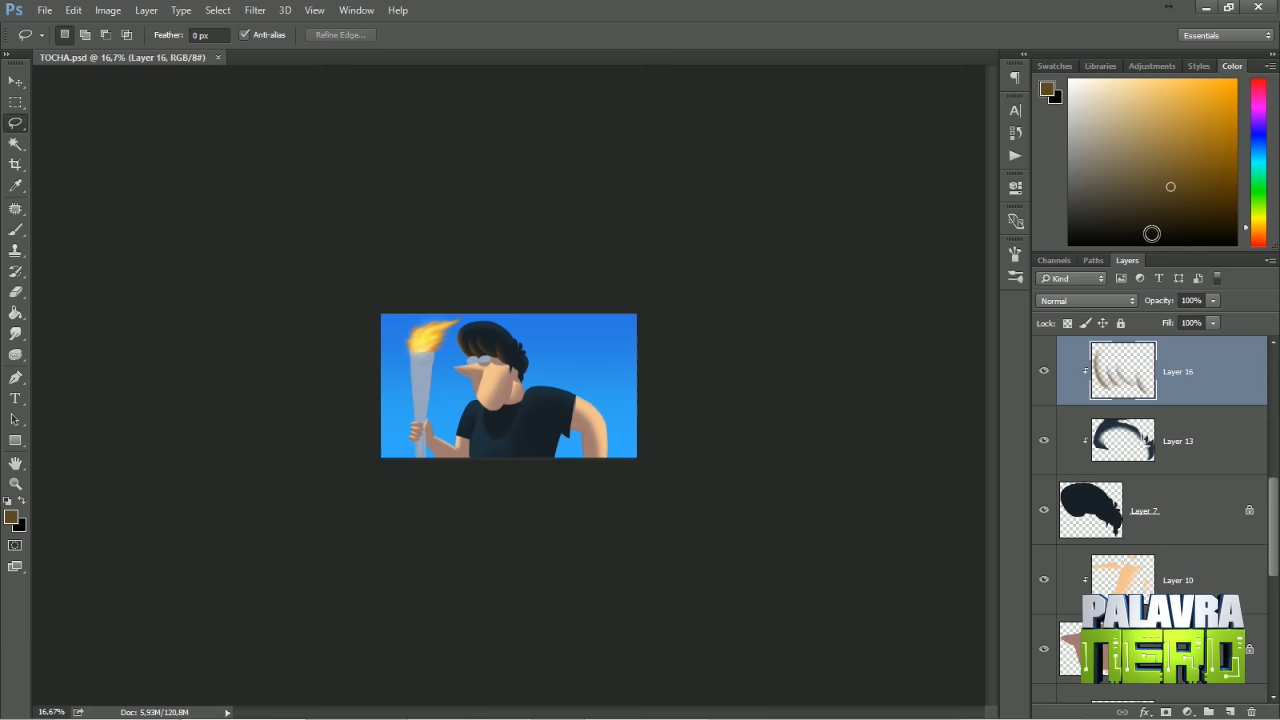 Ps File Edit Image Layer Type Select Filter 3D View Window Help
Feather: 0 px Anti-alias Refine Edge... Essentials
TOCHA.psd @ 16,7% (Layer 16, RGB/8#) ×
Swatches Libraries Adjustments Styles Color
Channels Paths Layers
Kind
Normal Opacity: 100%
Lock: Fill: 100%
Layer 16
Layer 13
Layer 7
Layer 10
PALAVRA
NERD
16,67% Doc: 5,93M/120,8M